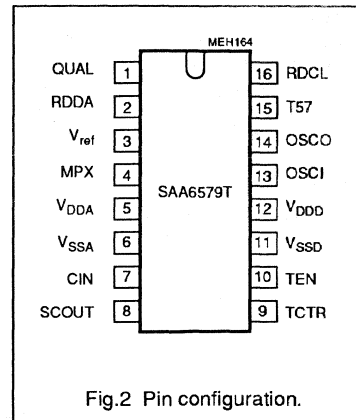 MEH164
QUAL 1 16 RDCL
RDDA 2 15 T57
Vref 3 14 OSCO
MPX 4 13 OSCI
SAA6579T
VDDA 5 12 VDDD
VSSA 6 11 VSSD
CIN 7 10 TEN
SCOUT 8 9 TCTR
Fig.2 Pin configuration.